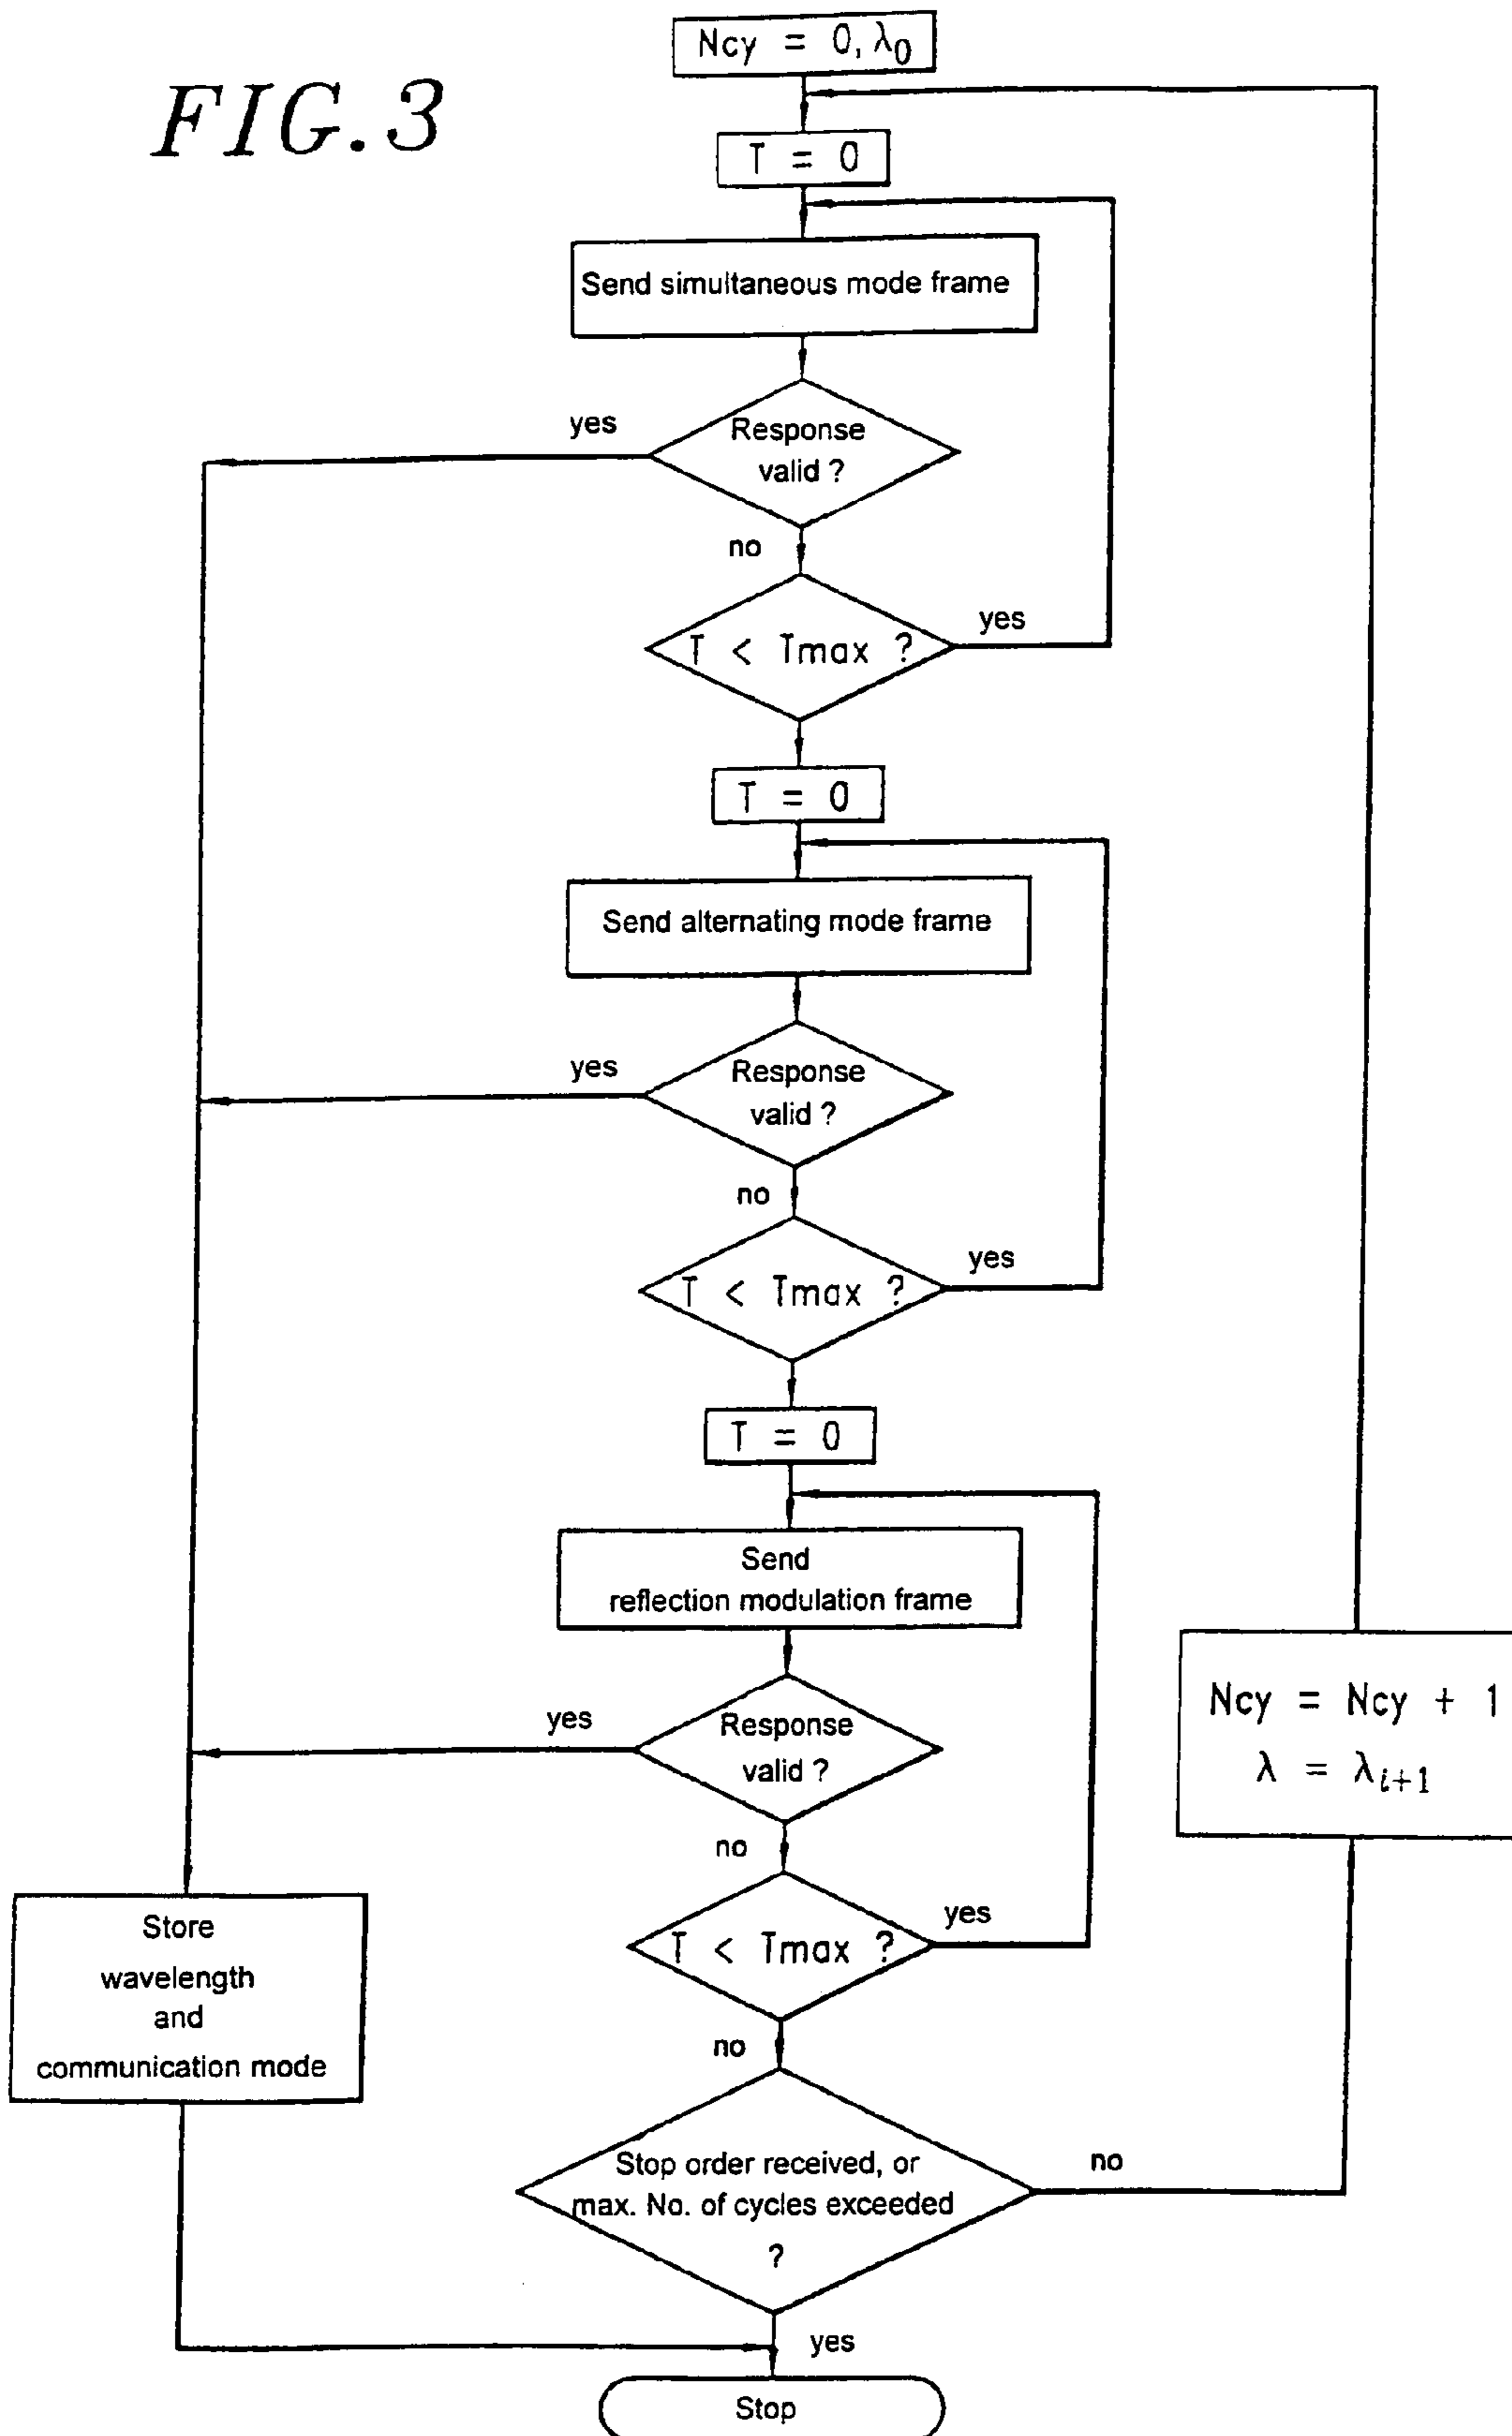 FIG. 3
Ncy = 0, λ0
T = 0
Send simultaneous mode frame
Response
valid ?
yes
no
T < Tmax ?
yes
T = 0
Send alternating mode frame
Response
valid ?
yes
no
T < Tmax ?
yes
T = 0
Send
reflection modulation frame
Response
valid ?
yes
no
T < Tmax ?
yes
no
Ncy = Ncy + 1
λ = λi+1
Store
wavelength
and
communication mode
Stop order received, or
max. No. of cycles exceeded
?
no
yes
Stop